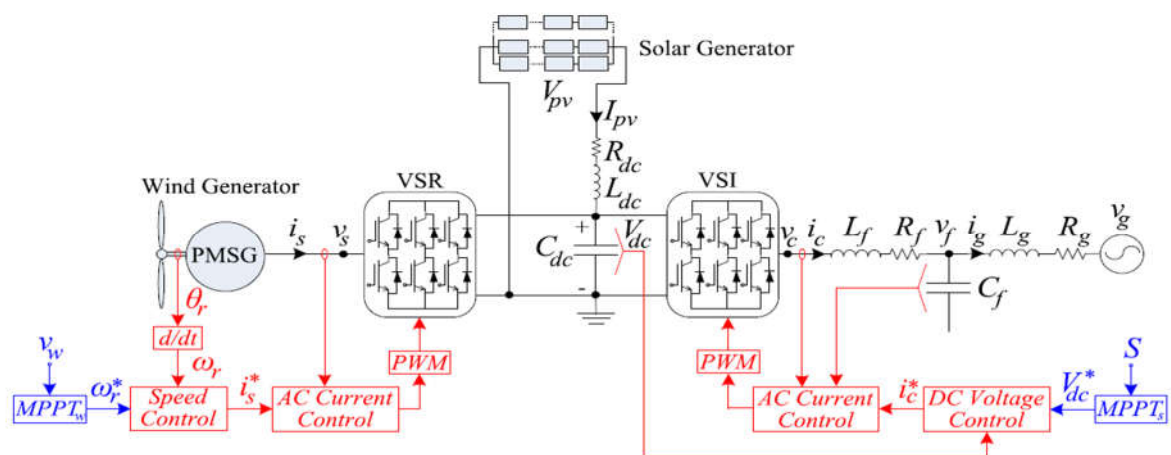 Solar Generator
V_pv
I_pv
R_dc
L_dc
Wind Generator
VSR
VSI
PMSG
i_s
v_s
C_dc
+
-
V_dc
v_c
i_c
L_f
R_f
v_f
i_g
L_g
R_g
v_g
C_f
θ_r
d/dt
ω_r
PWM
PWM
v_w
MPPT_w
ω_r^*
Speed
Control
i_s^*
AC Current
Control
AC Current
Control
i_c^*
DC Voltage
Control
V_dc^*
S
MPPT_s